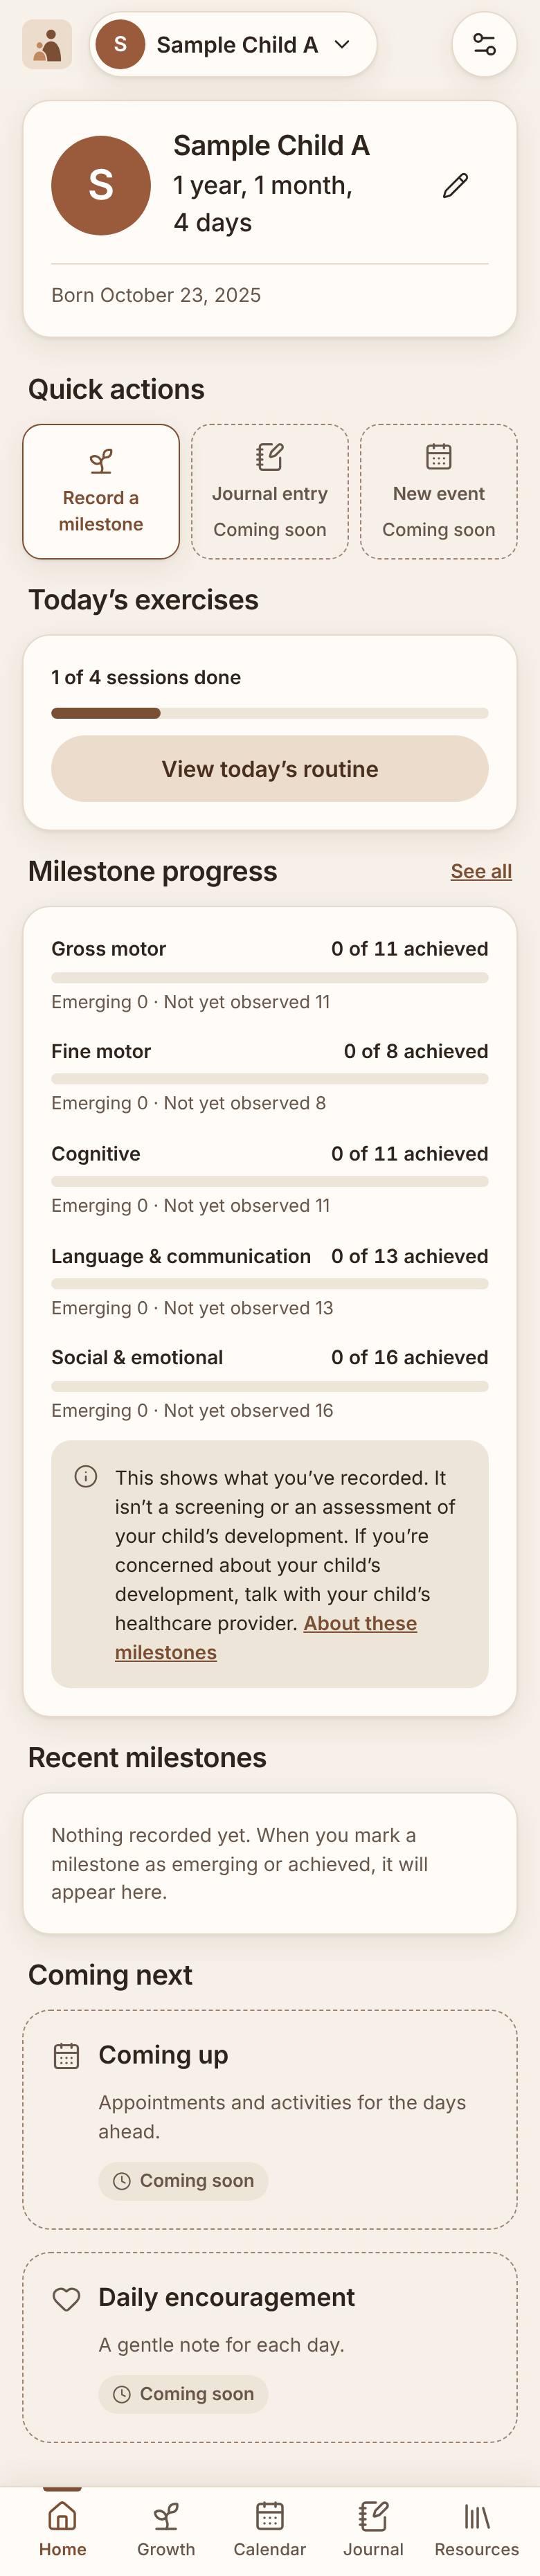 S
Sample Child A
S
Sample Child A
1 year, 1 month,
4 days
Born October 23, 2025
Quick actions
Record a
milestone
Journal entry
Coming soon
New event
Coming soon
Today’s exercises
1 of 4 sessions done
View today’s routine
Milestone progress
See all
Gross motor
0 of 11 achieved
Emerging 0 · Not yet observed 11
Fine motor
0 of 8 achieved
Emerging 0 · Not yet observed 8
Cognitive
0 of 11 achieved
Emerging 0 · Not yet observed 11
Language & communication
0 of 13 achieved
Emerging 0 · Not yet observed 13
Social & emotional
0 of 16 achieved
Emerging 0 · Not yet observed 16
This shows what you’ve recorded. It
isn’t a screening or an assessment of
your child’s development. If you’re
concerned about your child’s
development, talk with your child’s
healthcare provider. About these
milestones
Recent milestones
Nothing recorded yet. When you mark a
milestone as emerging or achieved, it will
appear here.
Coming next
Coming up
Appointments and activities for the days
ahead.
Coming soon
Daily encouragement
A gentle note for each day.
Coming soon
Home
Growth
Calendar
Journal
Resources